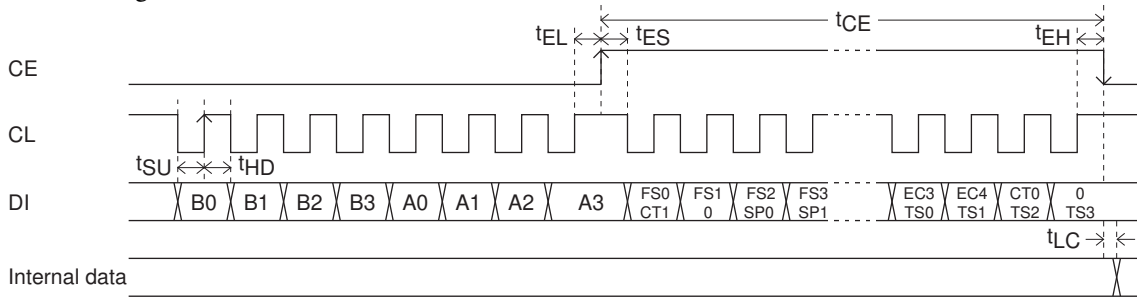 tCE
tEL tES tEH
CE
CL
tSU tHD
DI B0 B1 B2 B3 A0 A1 A2 A3 FS0 FS1 FS2 FS3 EC3 EC4 CT0 0
CT1 0 SP0 SP1 TS0 TS1 TS2 TS3
tLC
Internal data